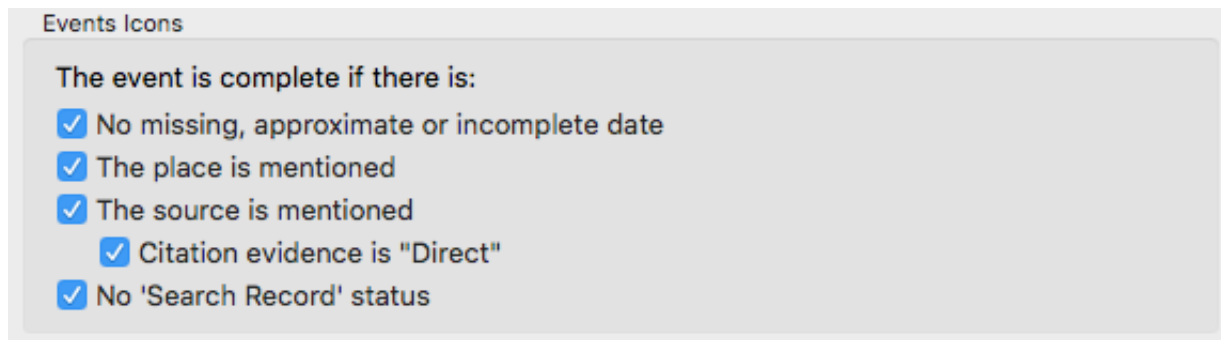 Events Icons
The event is complete if there is:
No missing, approximate or incomplete date
The place is mentioned
The source is mentioned
Citation evidence is "Direct"
No 'Search Record' status